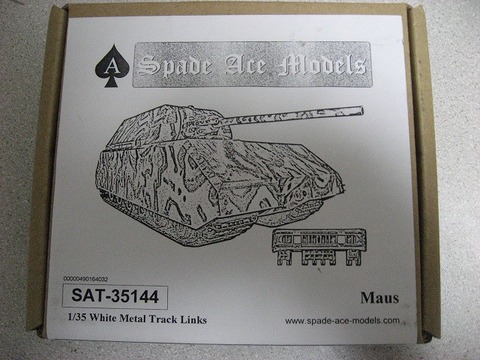 A
Spade Ace Models
00000490164032
SAT-35144
1/35 White Metal Track Links
Maus
www.spade-ace-models.com